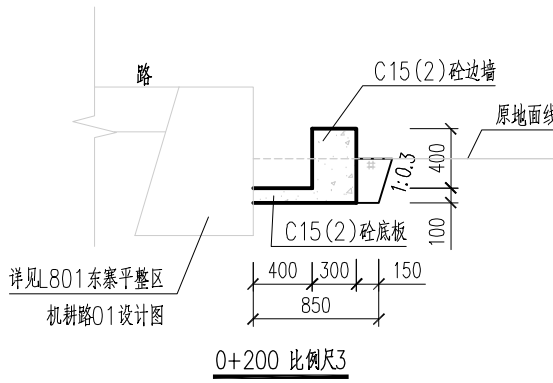 路
C15(2)砼边墙
原地面线
1:0.3
400
100
C15(2)砼底板
400 300 150
850
详见L801东寨平整区
机耕路01设计图
0+200 比例尺3